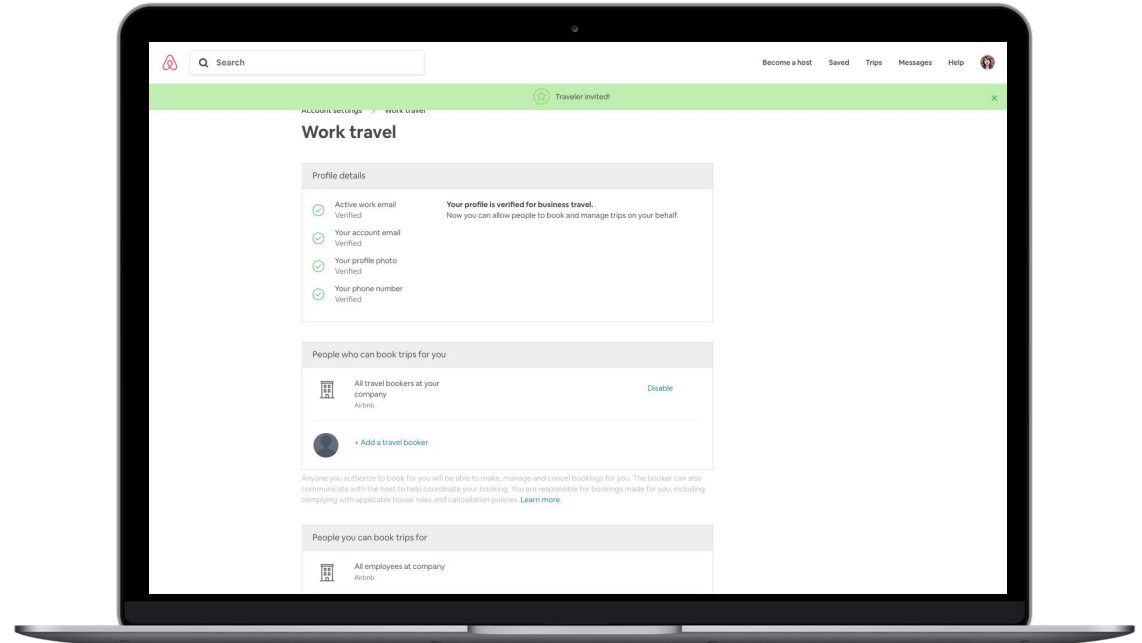 Search
Become a host Saved Trips Messages Help
Traveler invited!
Account settings > Work travel
Work travel
Profile details
Active work email
Verified
Your profile is verified for business travel.
Now you can allow people to book and manage trips on your behalf.
Your account email
Verified
Your profile photo
Verified
Your phone number
Verified
People who can book trips for you
All travel bookers at your
company
Airbnb
Disable
+ Add a travel booker
Anyone you authorize to book for you will be able to make, manage and cancel bookings for you. The booker can also
communicate with the host to help coordinate your booking. You are responsible for bookings made for you, including
complying with applicable house rules and cancellation policies. Learn more.
People you can book trips for
All employees at company
Airbnb